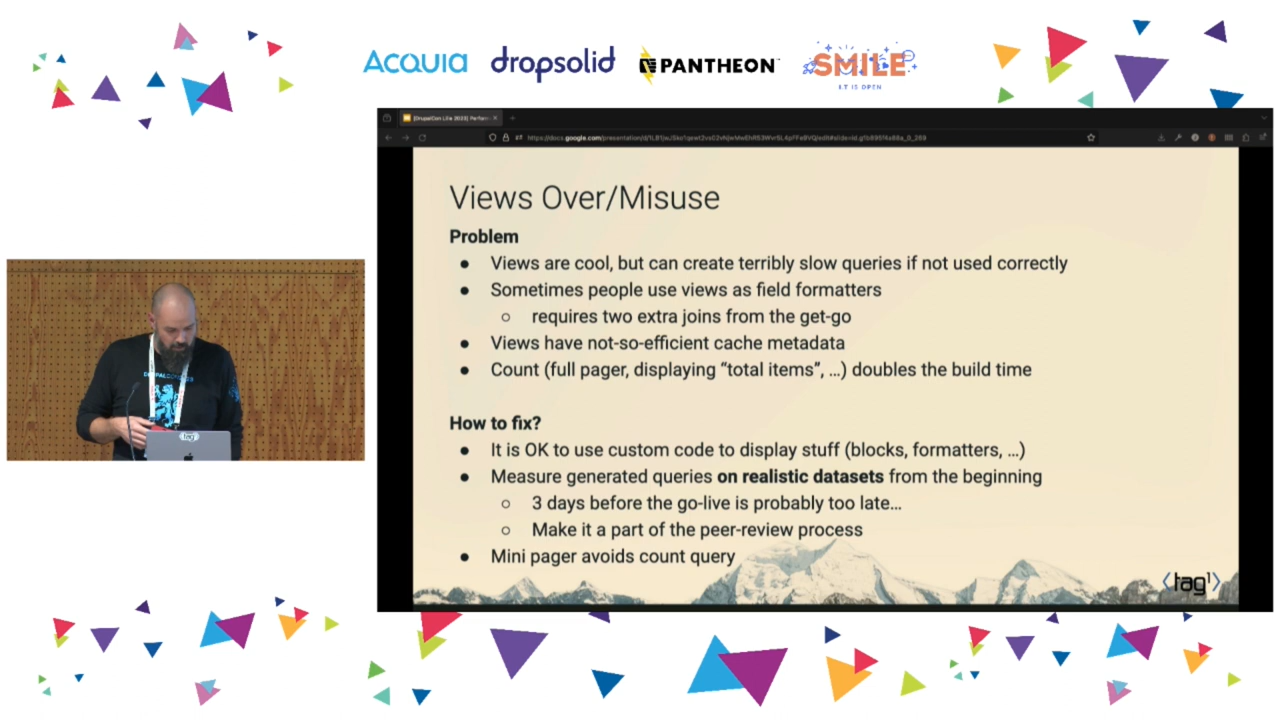 Acquia dropsolid PANTHEON SMILE
I.T IS OPEN
Views Over/Misuse
Problem
● Views are cool, but can create terribly slow queries if not used correctly
● Sometimes people use views as field formatters
○ requires two extra joins from the get-go
● Views have not-so-efficient cache metadata
● Count (full pager, displaying “total items”, …) doubles the build time
How to fix?
● It is OK to use custom code to display stuff (blocks, formatters, …)
● Measure generated queries on realistic datasets from the beginning
○ 3 days before the go-live is probably too late…
○ Make it a part of the peer-review process
● Mini pager avoids count query
⟨tag1⟩
tag1